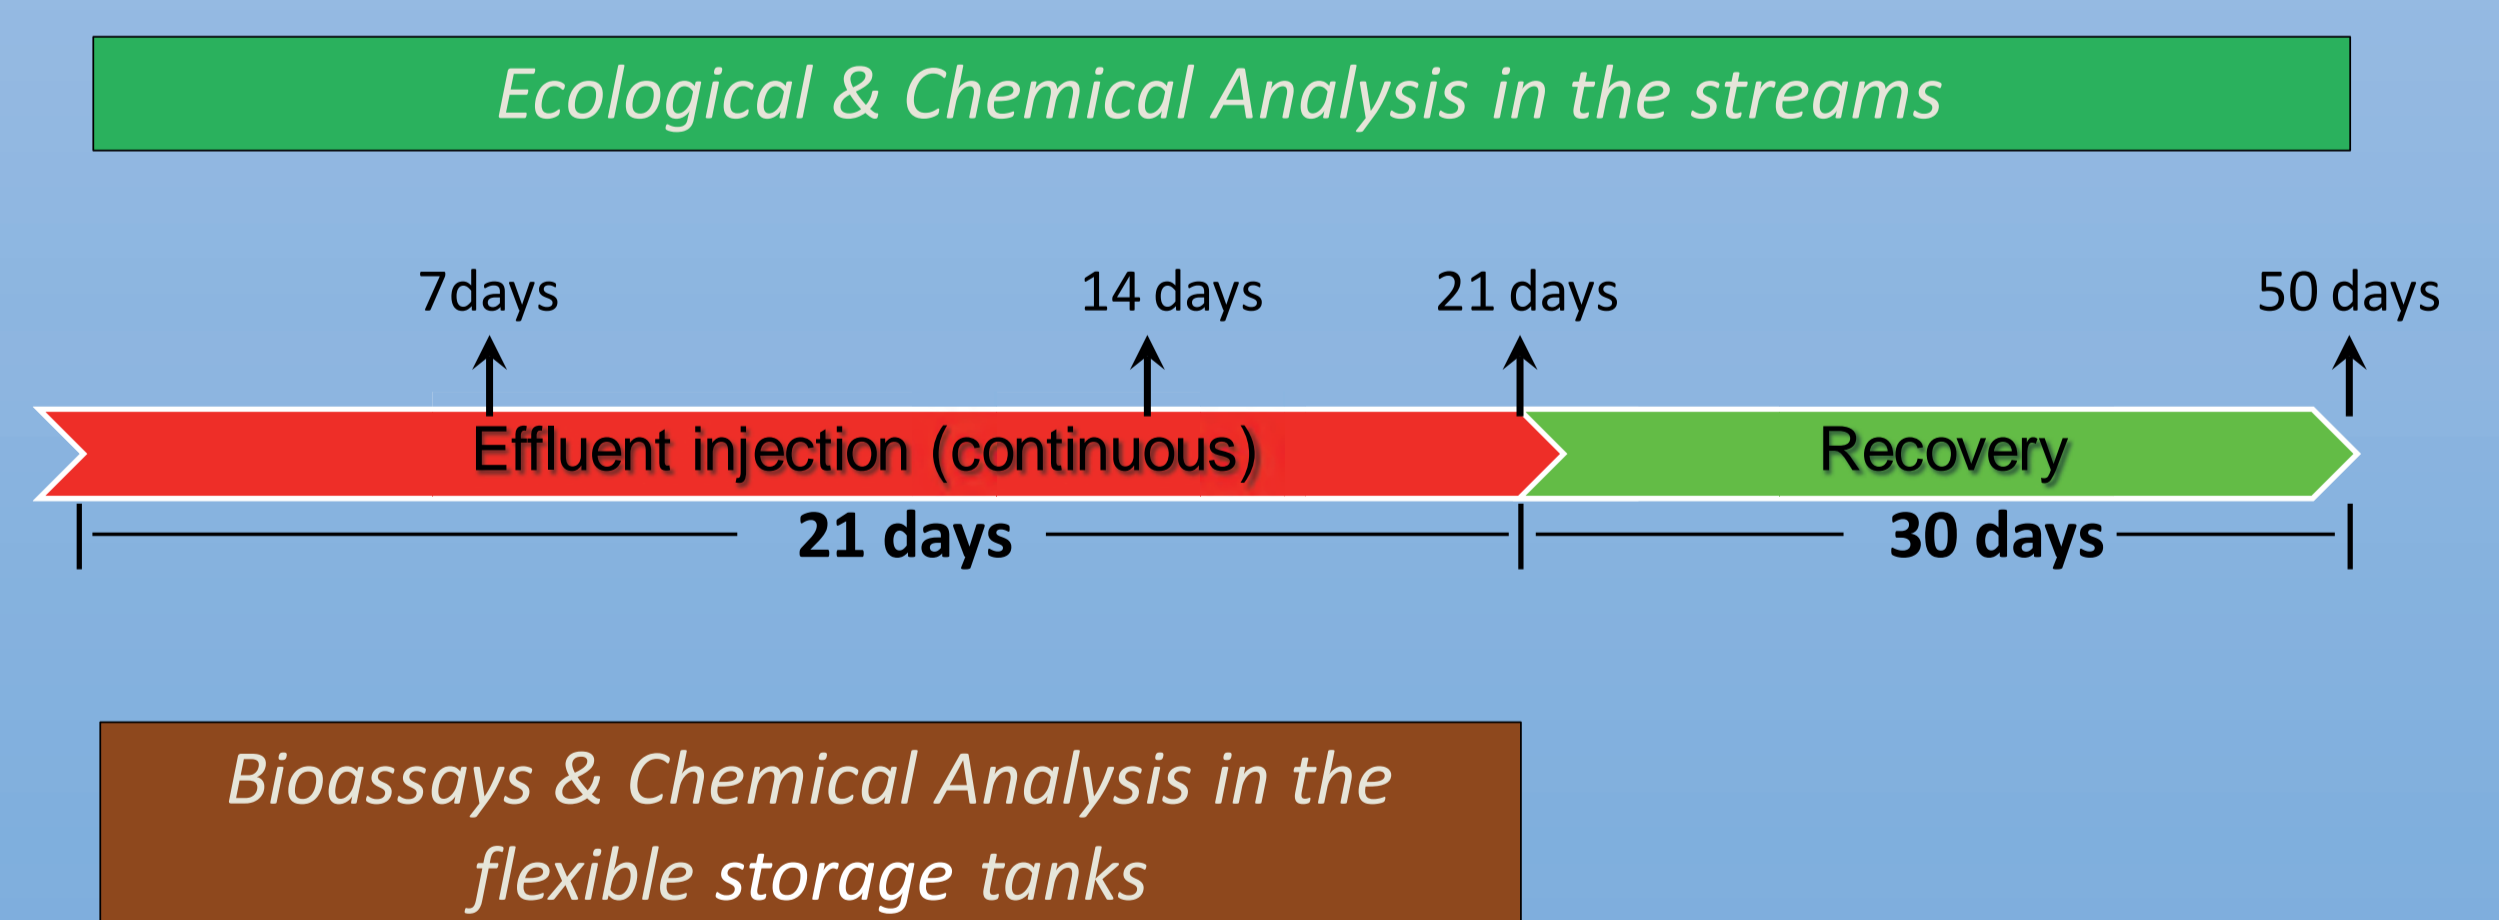 Ecological & Chemical Analysis in the streams
7days 14 days 21 days 50 days
Effluent injection (continuous) Recovery
21 days 30 days
Bioassays & Chemical Analysis in the
flexible storage tanks